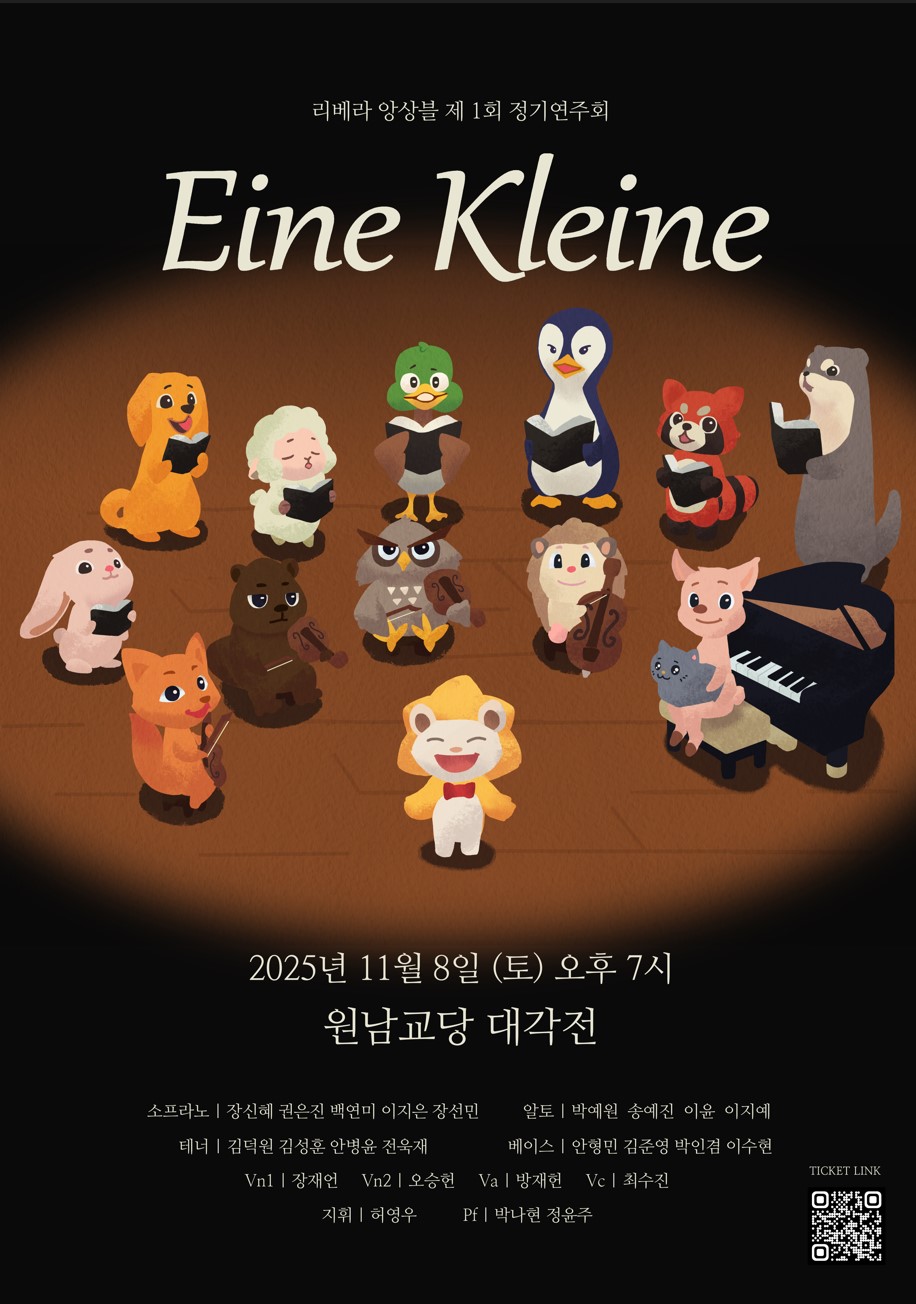 리베라 앙상블 제 1회 정기연주회
Eine Kleine
2025년 11월 8일 (토) 오후 7시
원남교당 대각전
소프라노 | 장신혜 권은진 백연미 이지은 장선민 알토 | 박예원 송예진 이윤 이지예
테너 | 김덕원 김성훈 안병윤 전욱재 베이스 | 안형민 김준영 박인겸 이수현
Vn1 | 장재언 Vn2 | 오승헌 Va | 방재헌 Vc | 최수진
TICKET LINK
지휘 | 허영우 Pf | 박나현 정윤주